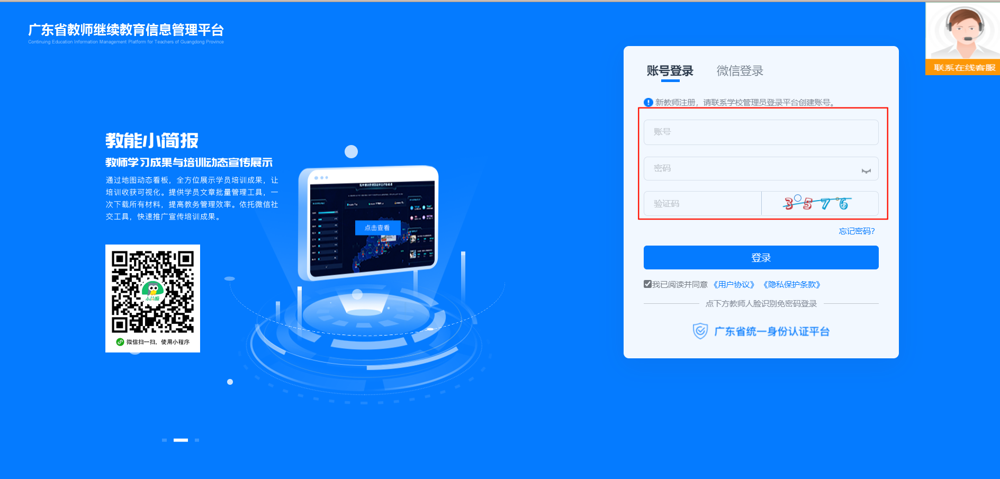 广东省教师继续教育信息管理平台
Continuing Education Information Management Platform for Teachers of Guangdong Province
联系在线客服
账号登录 微信登录
新教师注册，请联系学校管理员登录平台创建账号。
账号
密码
验证码 3 5 7 6
忘记密码?
登录
我已阅读并同意 《用户协议》 《隐私保护条款》
点下方教师人脸识别免密码登录
广东省统一身份认证平台
教能小简报
教师学习成果与培训动态宣传展示
通过地图动态看板，全方位展示学员培训成果，让
培训收获可视化。提供学员文章批量管理工具，一
次下载所有材料，提高教务管理效率。依托微信社
交工具，快速推广宣传培训成果。
点击查看
小简报
微信扫一扫，使用小程序